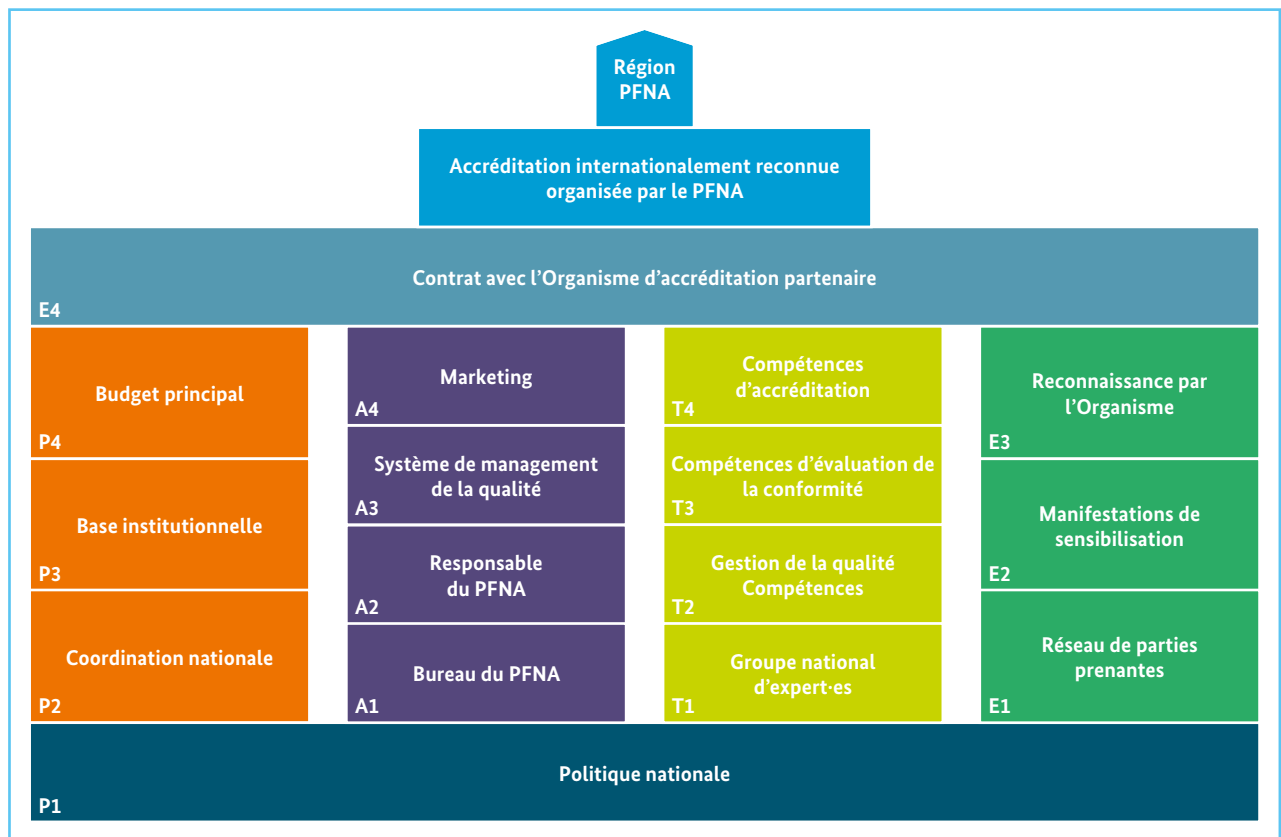 Région
PFNA
Accréditation internationalement reconnue
organisée par le PFNA
Contrat avec l’Organisme d’accréditation partenaire
E4
Budget principal
P4
Base institutionnelle
P3
Coordination nationale
P2
Marketing
A4
Système de management
de la qualité
A3
Responsable
du PFNA
A2
Bureau du PFNA
A1
Compétences
d’accréditation
T4
Compétences d’évaluation de
la conformité
T3
Gestion de la qualité
Compétences
T2
Groupe national
d’expert·es
T1
Reconnaissance par
l’Organisme
E3
Manifestations de
sensibilisation
E2
Réseau de parties
prenantes
E1
Politique nationale
P1